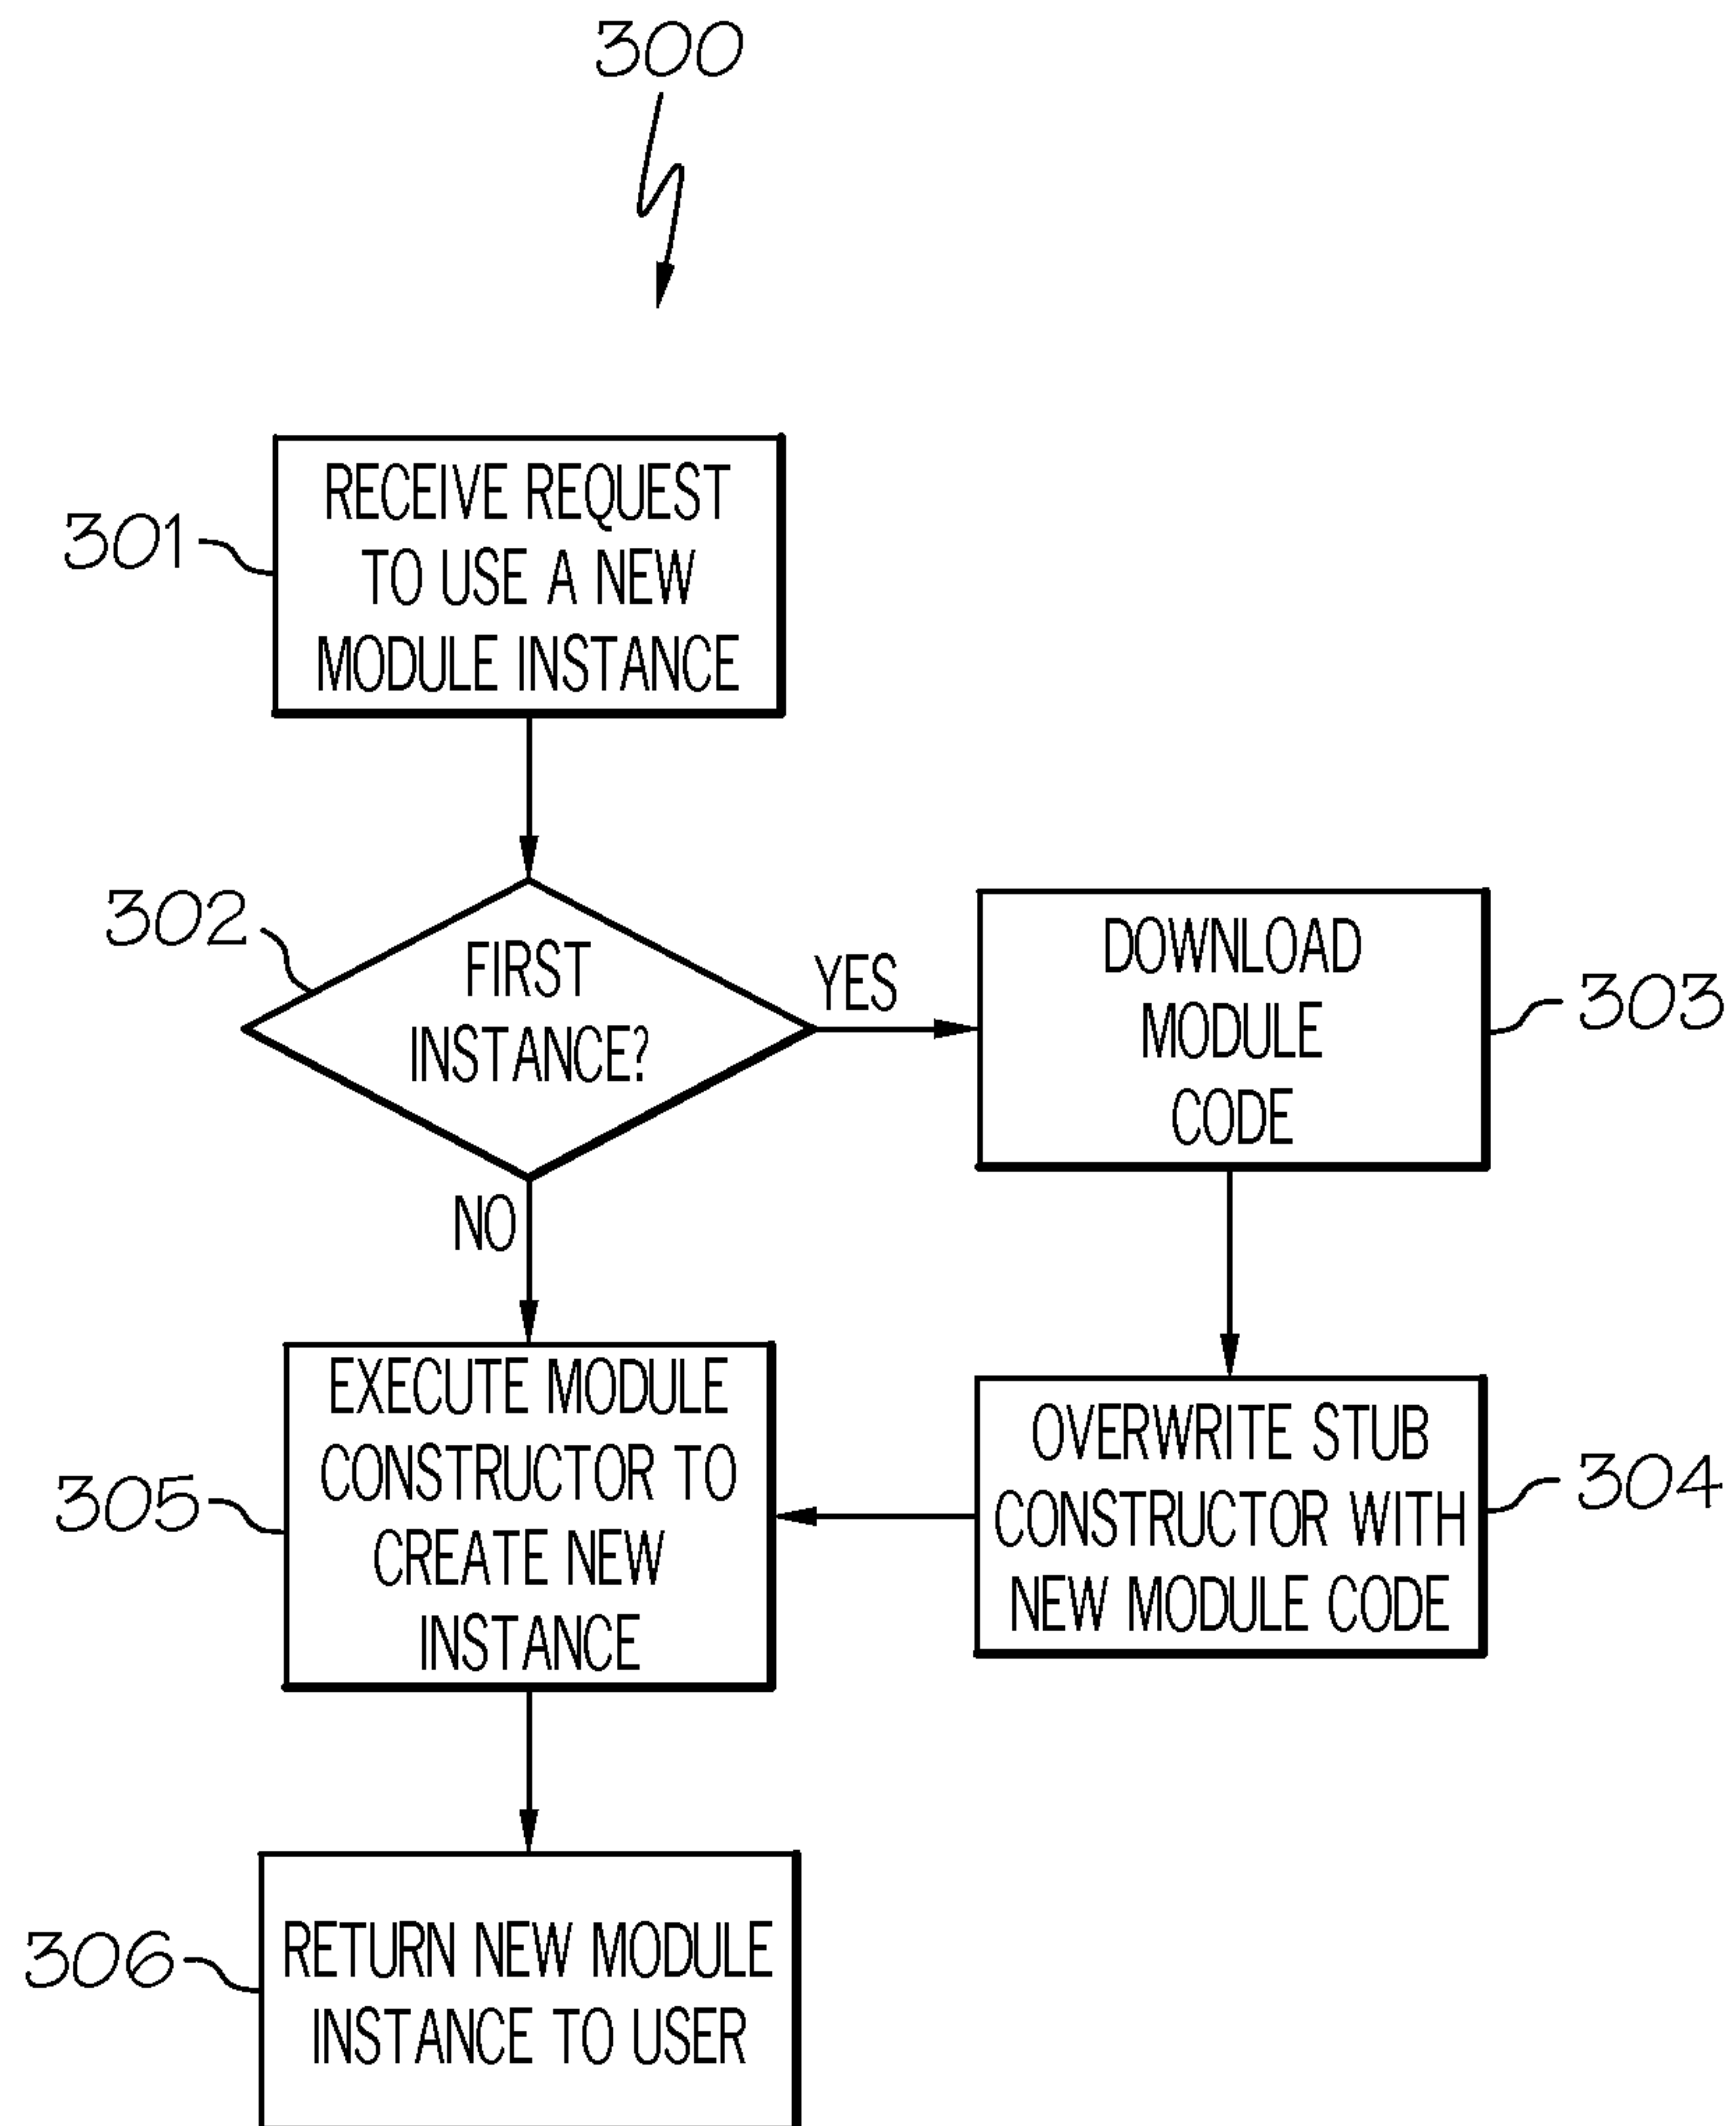 300
301
RECEIVE REQUEST
TO USE A NEW
MODULE INSTANCE
302
FIRST
INSTANCE?
YES
NO
DOWNLOAD
MODULE
CODE
303
OVERWRITE STUB
CONSTRUCTOR WITH
NEW MODULE CODE
304
305
EXECUTE MODULE
CONSTRUCTOR TO
CREATE NEW
INSTANCE
306
RETURN NEW MODULE
INSTANCE TO USER